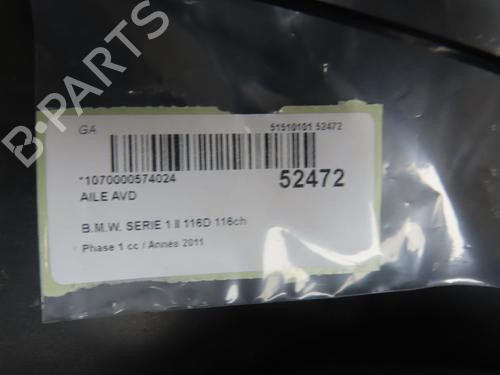 B-PARTS
GA
51510101 52472
*1070000574024
52472
AILE AVD
B.M.W. SERIE 1 II 116D 116ch
Phase 1 cc / Année 2011